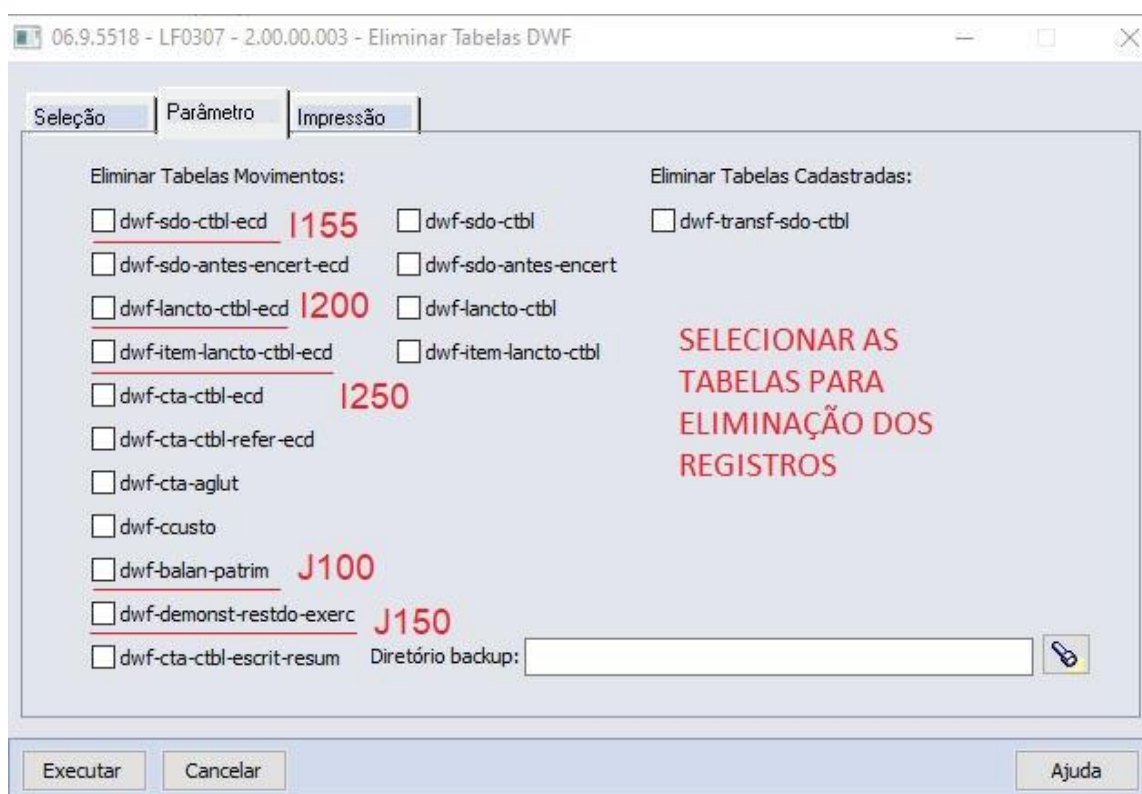 06.9.5518 - LF0307 - 2.00.00.003 - Eliminar Tabelas DWF
Seleção Parâmetro Impressão
Eliminar Tabelas Movimentos: Eliminar Tabelas Cadastradas:
dwf-sdo-ctbl-ecd I155 dwf-sdo-ctbl dwf-transf-sdo-ctbl
dwf-sdo-antes-encert-ecd dwf-sdo-antes-encert
dwf-lancto-ctbl-ecd I200 dwf-lancto-ctbl
dwf-item-lancto-ctbl-ecd dwf-item-lancto-ctbl
dwf-cta-ctbl-ecd I250
SELECIONAR AS
TABELAS PARA
ELIMINAÇÃO DOS
REGISTROS
dwf-cta-ctbl-refer-ecd
dwf-cta-aglut
dwf-ccusto
dwf-balan-patrim J100
dwf-demonst-restdo-exerc J150
dwf-cta-ctbl-escrit-resum Diretório backup:
Executar Cancelar Ajuda